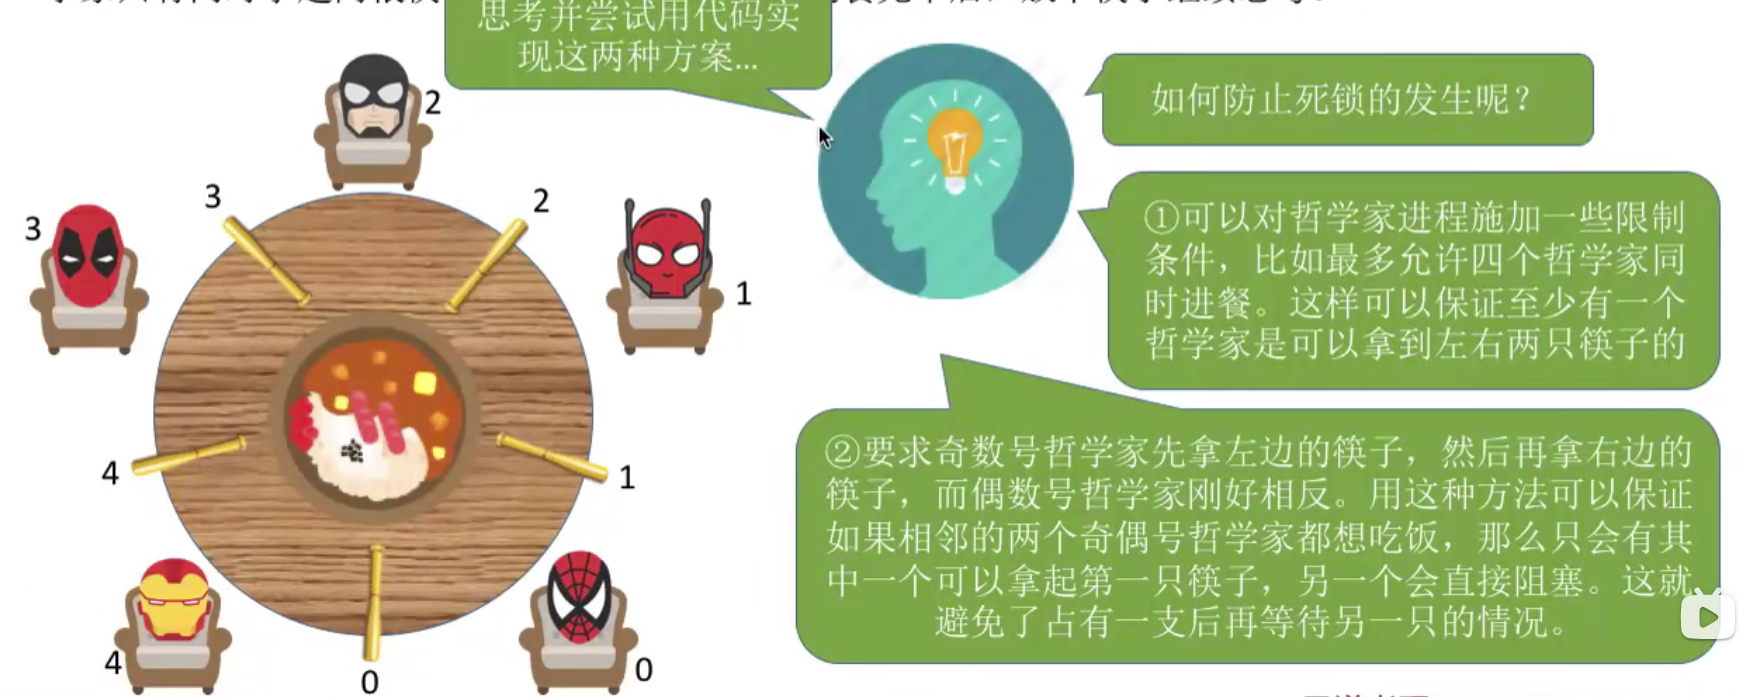 思考并尝试用代码实
现这两种方案...
如何防止死锁的发生呢？
①可以对哲学家进程施加一些限制
条件，比如最多允许四个哲学家同
时进餐。这样可以保证至少有一个
哲学家是可以拿到左右两只筷子的
②要求奇数号哲学家先拿左边的筷子，然后再拿右边的
筷子，而偶数号哲学家刚好相反。用这种方法可以保证
如果相邻的两个奇偶号哲学家都想吃饭，那么只会有其
中一个可以拿起第一只筷子，另一个会直接阻塞。这就
避免了占有一支后再等待另一只的情况。
2
3
2
3
1
4
1
4
0
0